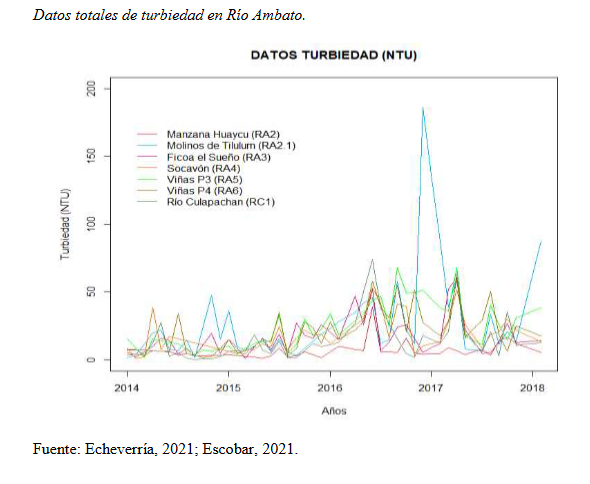 Datos totales de turbiedad en Río Ambato.
DATOS TURBIEDAD (NTU)
200
150
100
50
0
Turbiedad (NTU)
Manzana Huaycu (RA2)
Molinos de Tilulum (RA2.1)
Ficoa el Sueño (RA3)
Socavón (RA4)
Viñas P3 (RA5)
Viñas P4 (RA6)
Río Culapachan (RC1)
2014 2015 2016 2017 2018
Años
Fuente: Echeverría, 2021; Escobar, 2021.